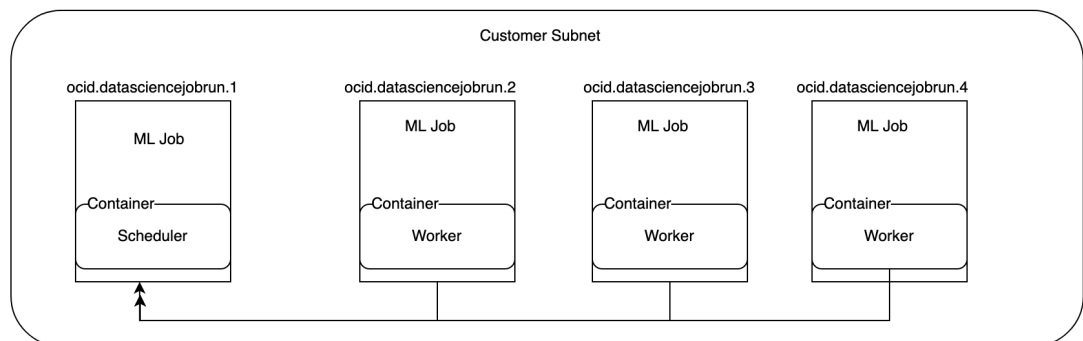 Customer Subnet
ocid.datasciencejobrun.1
ocid.datasciencejobrun.2
ocid.datasciencejobrun.3
ocid.datasciencejobrun.4
ML Job
ML Job
ML Job
ML Job
Container
Container
Container
Container
Scheduler
Worker
Worker
Worker